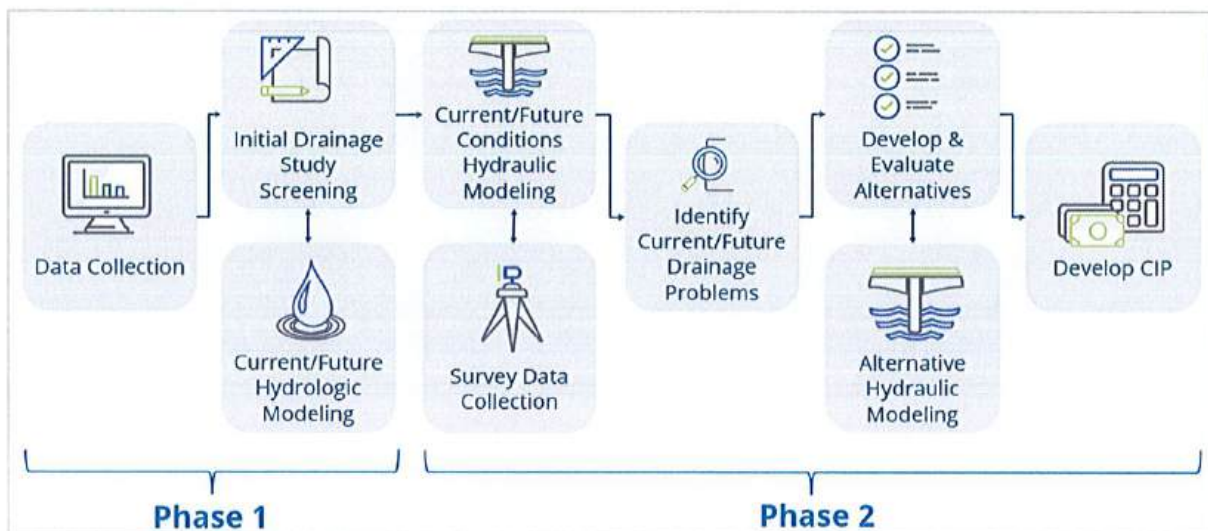 Data Collection
Initial Drainage
Study
Screening
Current/Future
Hydrologic
Modeling
Current/Future
Conditions
Hydraulic
Modeling
Survey Data
Collection
Identify
Current/Future
Drainage
Problems
Develop &
Evaluate
Alternatives
Alternative
Hydraulic
Modeling
Develop CIP
Phase 1
Phase 2